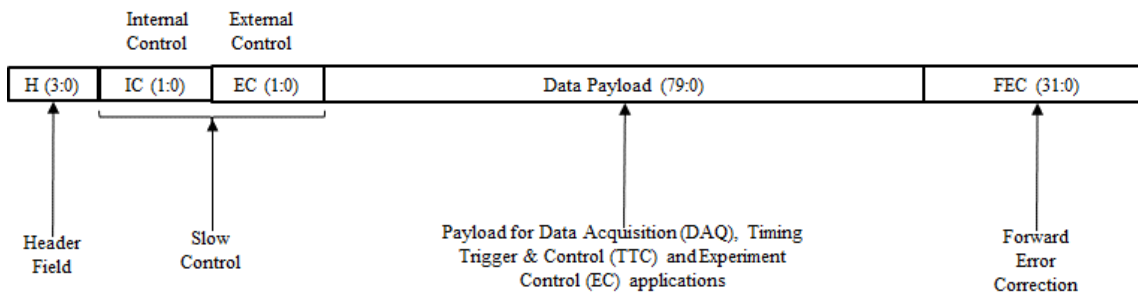 Internal
Control
External
Control
H (3:0)
IC (1:0)
EC (1:0)
Data Payload (79:0)
FEC (31:0)
Header
Field
Slow
Control
Payload for Data Acquisition (DAQ), Timing
Trigger & Control (TTC) and Experiment
Control (EC) applications
Forward
Error
Correction